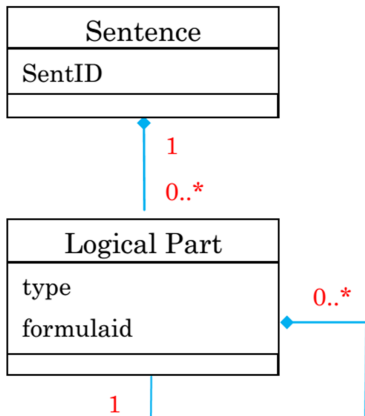 Sentence
SentID
1
0..*
Logical Part
type
formulaid
0..*
1